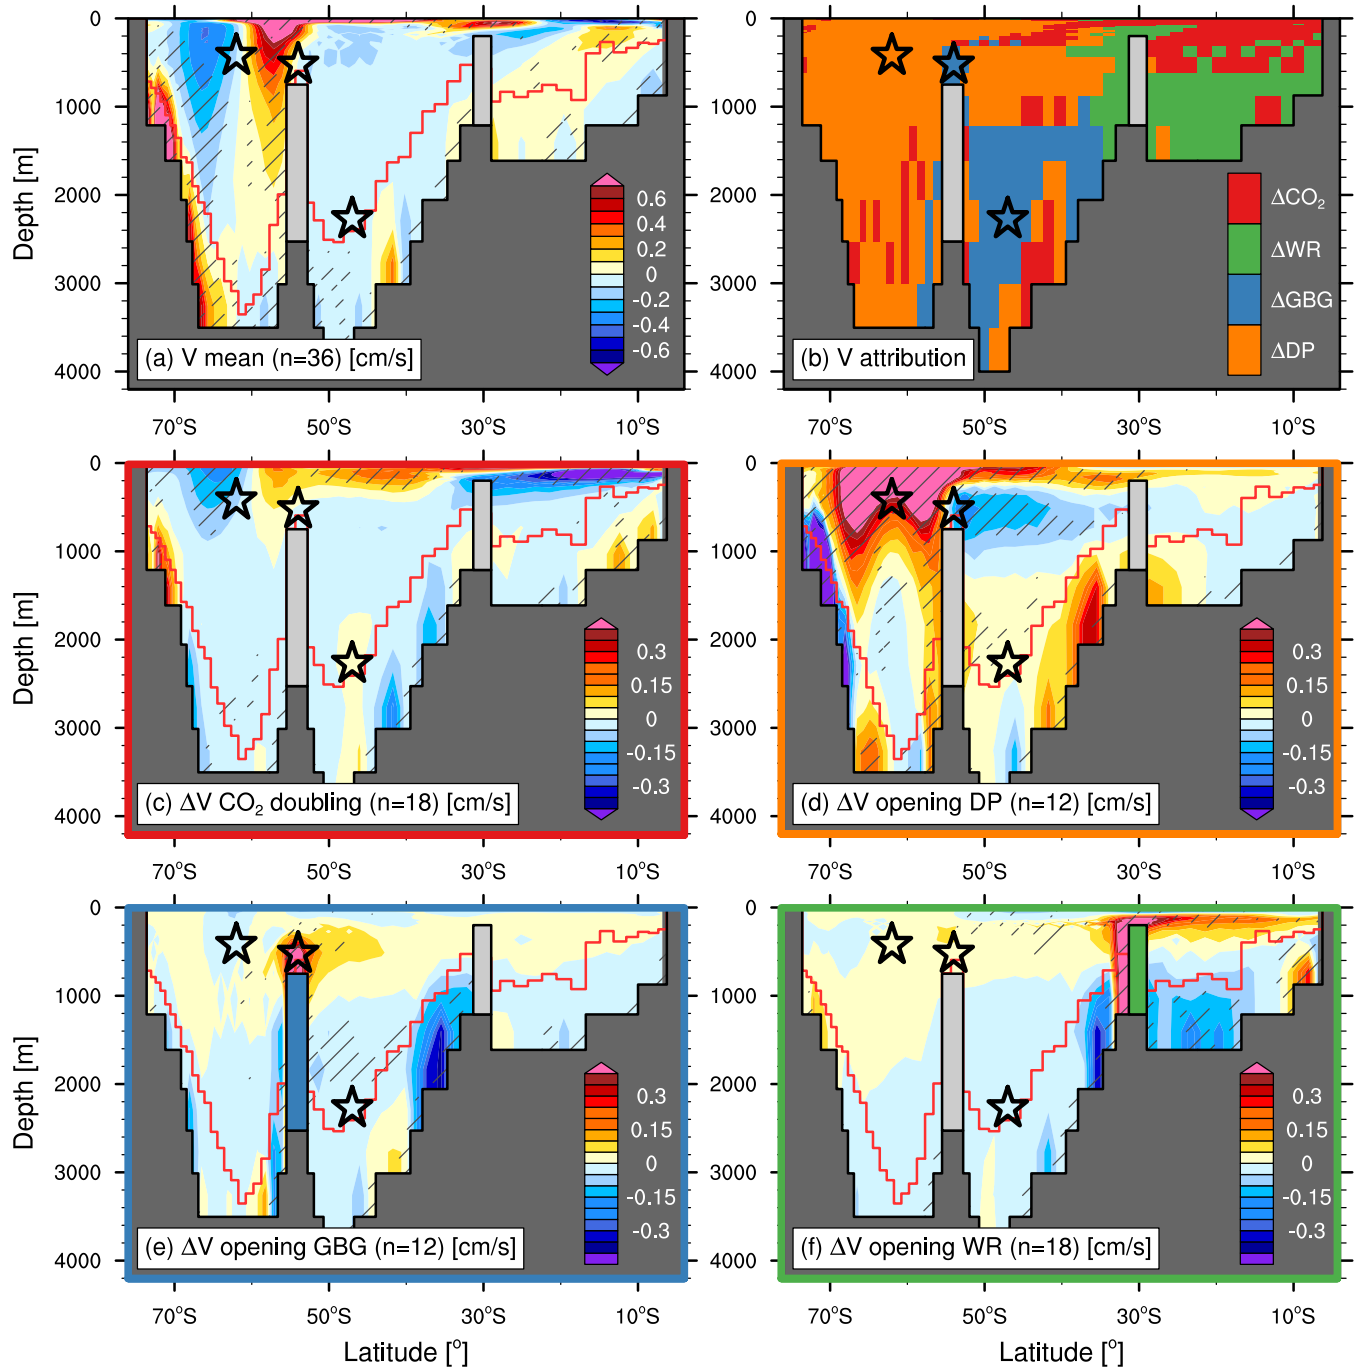 0
1000
2000
3000
4000
Depth [m]
0.6
0.4
0.2
0
-0.2
-0.4
-0.6
(a) V mean (n=36) [cm/s]
70°S
50°S
30°S
10°S
0
1000
2000
3000
4000
ΔCO₂
ΔWR
ΔGBG
ΔDP
(b) V attribution
70°S
50°S
30°S
10°S
0
1000
2000
3000
4000
Depth [m]
0.3
0.15
0
-0.15
-0.3
(c) ΔV CO₂ doubling (n=18) [cm/s]
70°S
50°S
30°S
10°S
0
1000
2000
3000
4000
0.3
0.15
0
-0.15
-0.3
(d) ΔV opening DP (n=12) [cm/s]
70°S
50°S
30°S
10°S
0
1000
2000
3000
4000
Depth [m]
0.3
0.15
0
-0.15
-0.3
(e) ΔV opening GBG (n=12) [cm/s]
70°S
50°S
30°S
10°S
Latitude [°]
0
1000
2000
3000
4000
0.3
0.15
0
-0.15
-0.3
(f) ΔV opening WR (n=18) [cm/s]
70°S
50°S
30°S
10°S
Latitude [°]